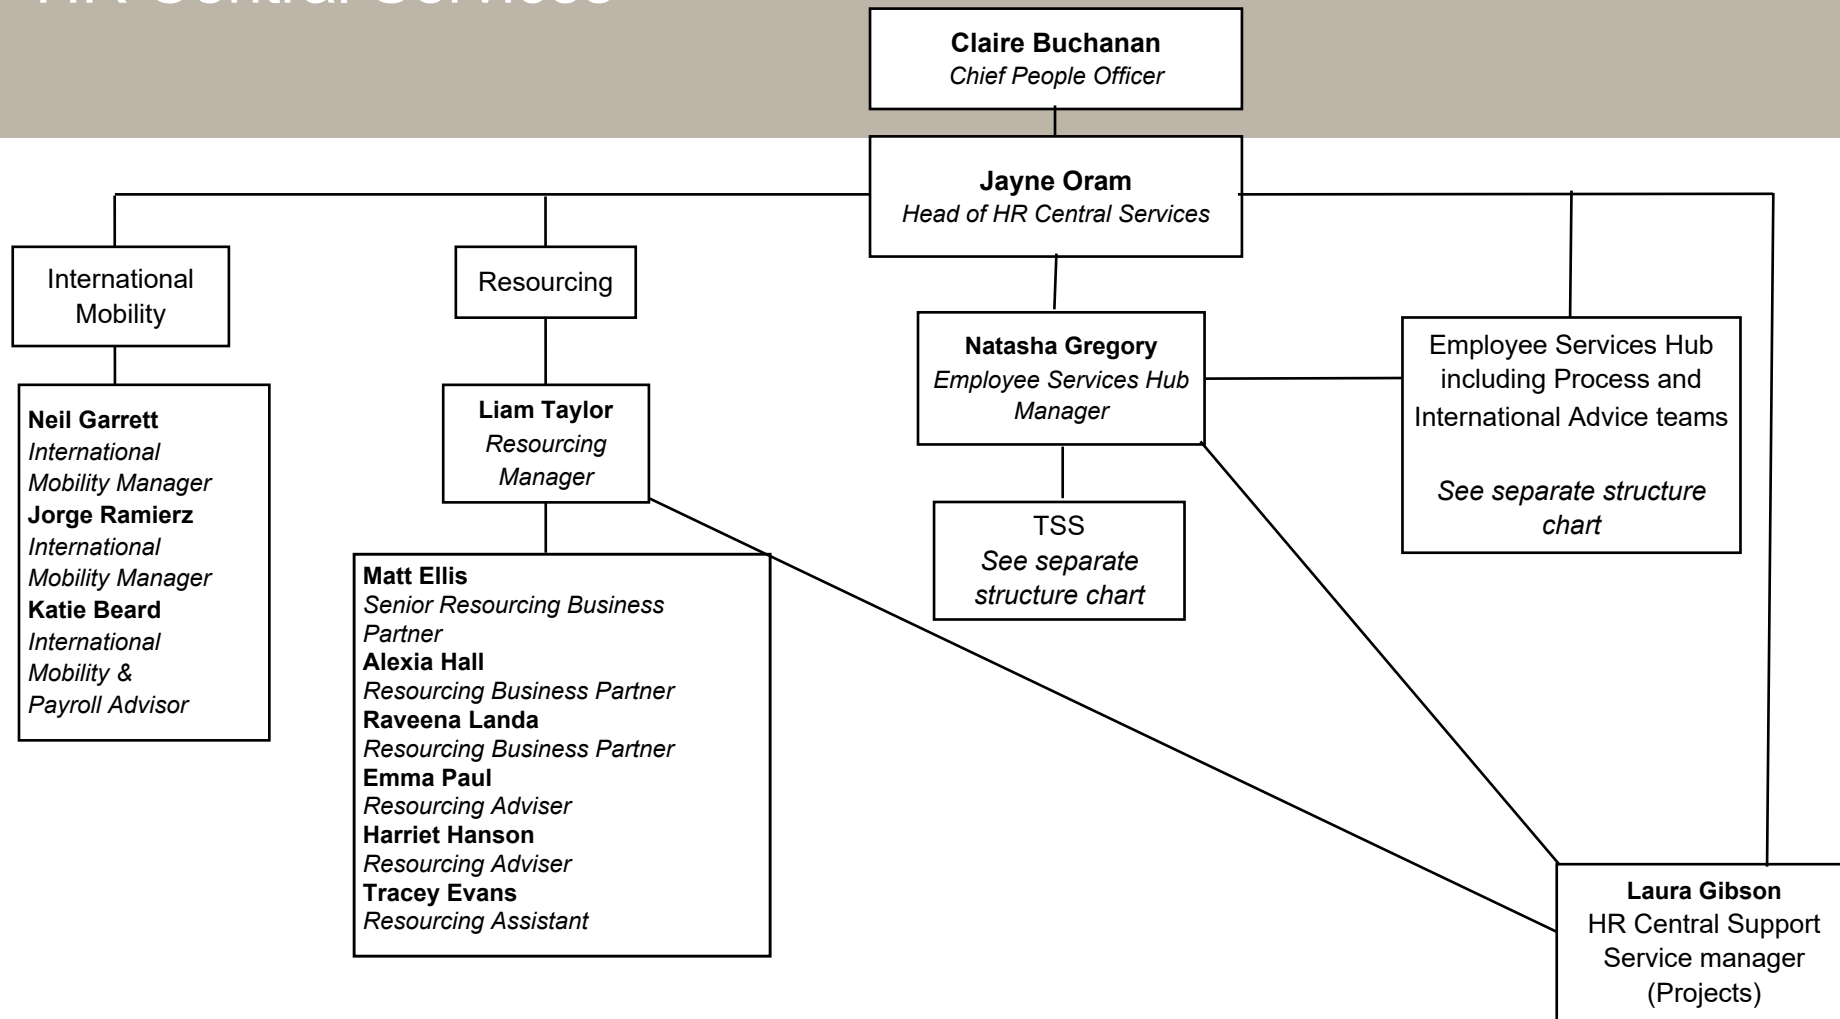 HR Central Services
Claire Buchanan
Chief People Officer
Jayne Oram
Head of HR Central Services
International
Mobility
Resourcing
Neil Garrett
International
Mobility Manager
Jorge Ramierz
International
Mobility Manager
Katie Beard
International
Mobility &
Payroll Advisor
Liam Taylor
Resourcing
Manager
Matt Ellis
Senior Resourcing Business
Partner
Alexia Hall
Resourcing Business Partner
Raveena Landa
Resourcing Business Partner
Emma Paul
Resourcing Adviser
Harriet Hanson
Resourcing Adviser
Tracey Evans
Resourcing Assistant
Natasha Gregory
Employee Services Hub
Manager
TSS
See separate
structure chart
Employee Services Hub
including Process and
International Advice teams
See separate structure
chart
Laura Gibson
HR Central Support
Service manager
(Projects)